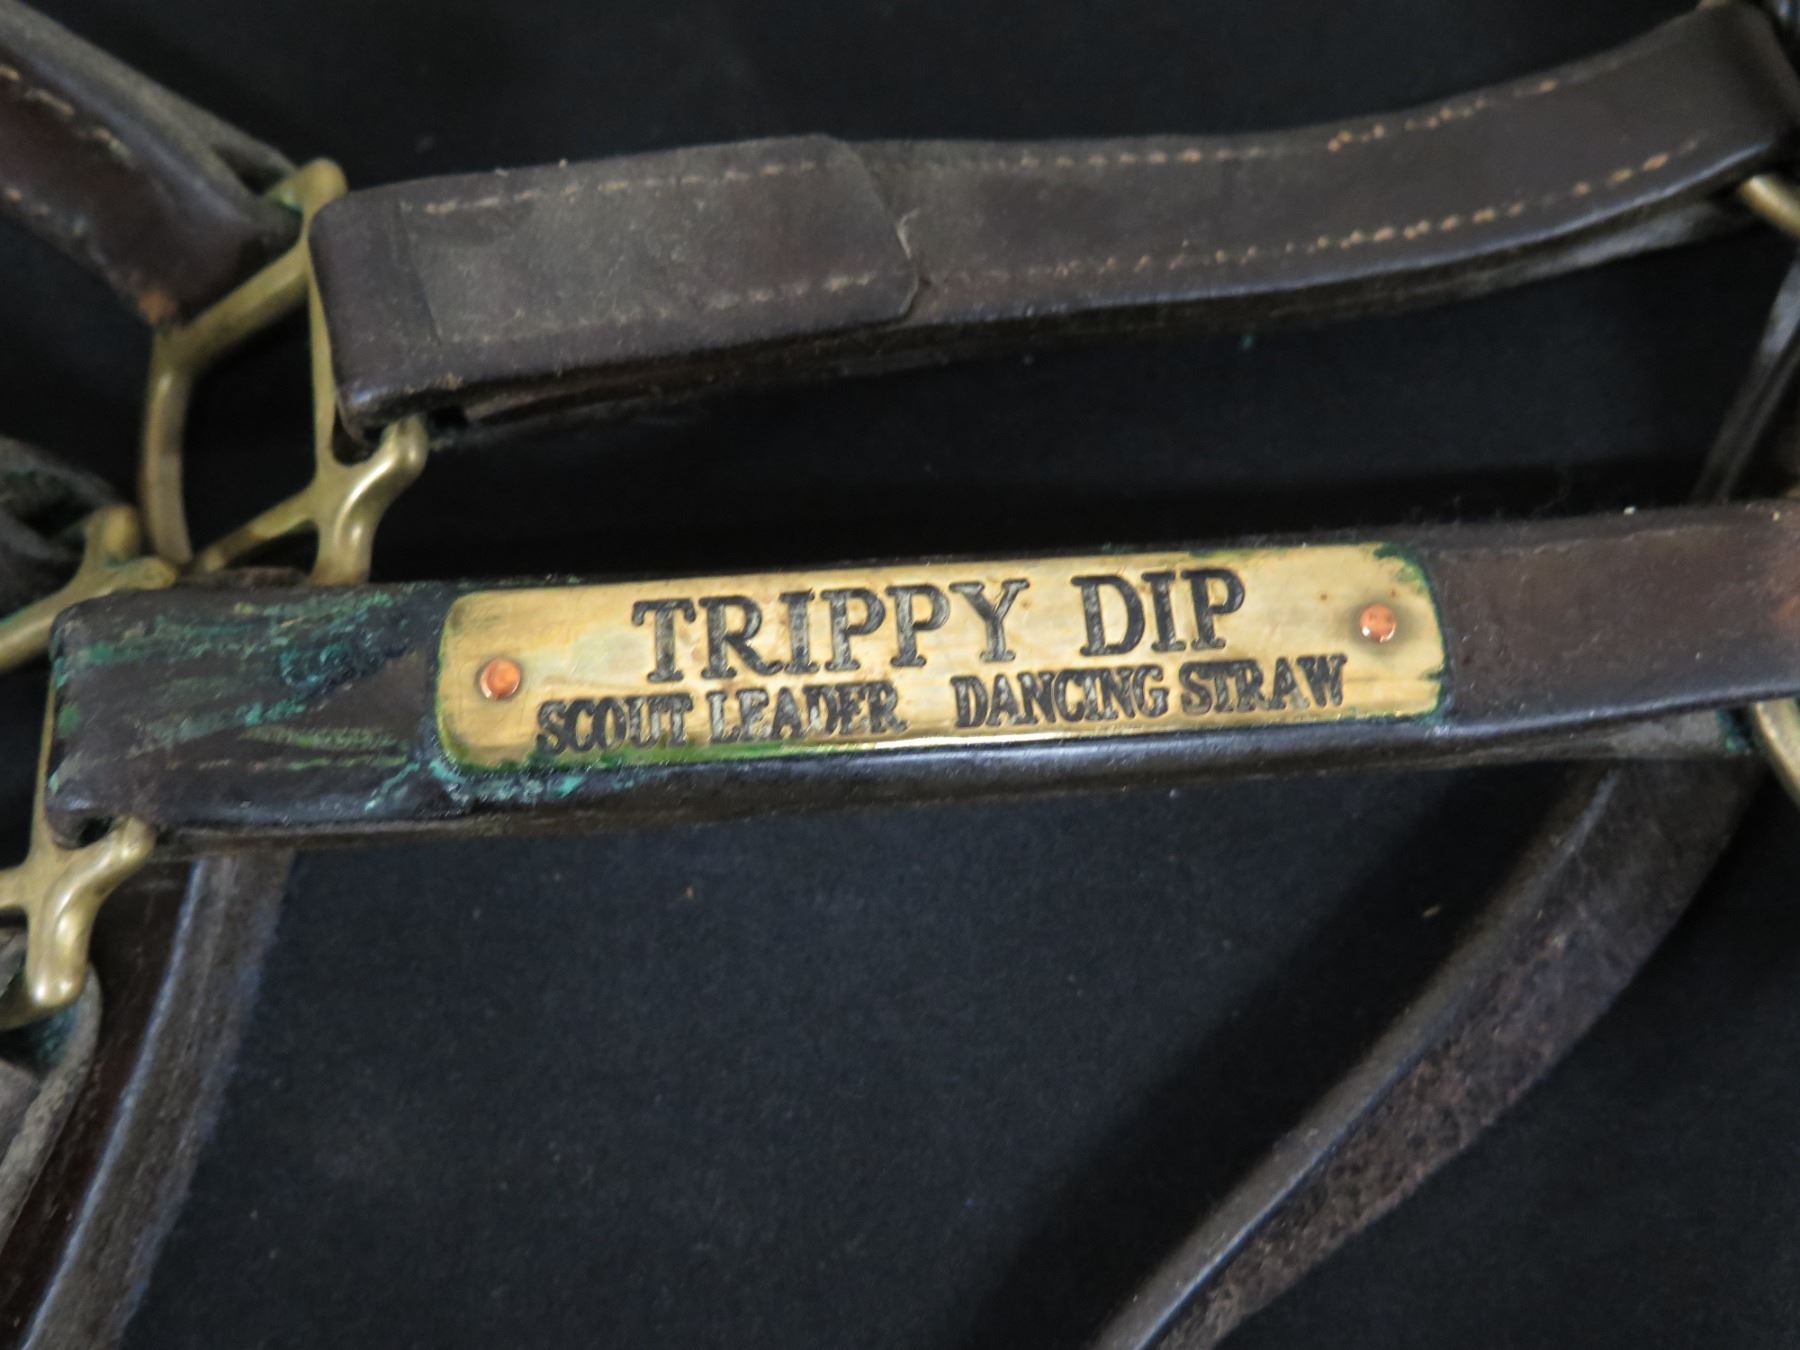 TRIPPY DIP
SCOUT LEADER DANCING STRAW